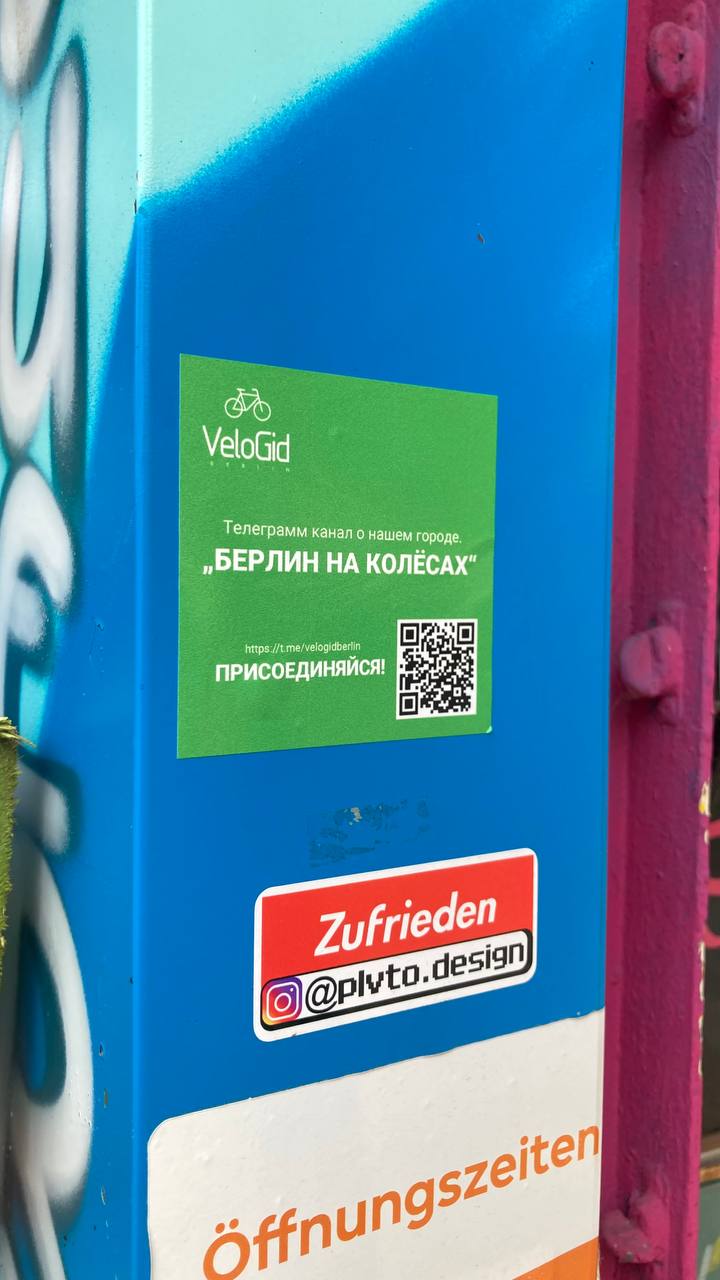 VeloGid
BERLIN
Телеграмм канал о нашем городе.
„БЕРЛИН НА КОЛЁСАХ“
https://t.me/velogidberlin
ПРИСОЕДИНЯЙСЯ!
Zufrieden
@plvto.design
Öffnungszeiten